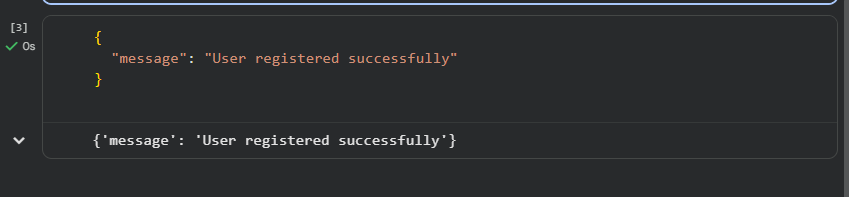 [3]
0s
{
"message": "User registered successfully"
}
{'message': 'User registered successfully'}